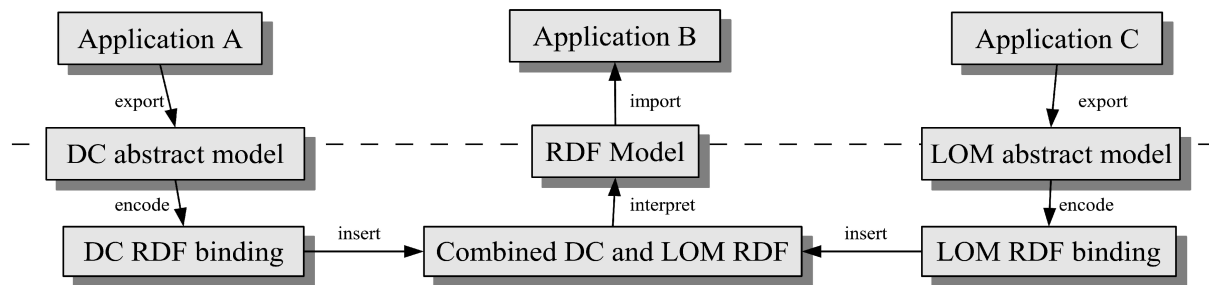 Application A
Application B
Application C
export
import
export
DC abstract model
RDF Model
LOM abstract model
encode
interpret
encode
DC RDF binding
insert
Combined DC and LOM RDF
insert
LOM RDF binding